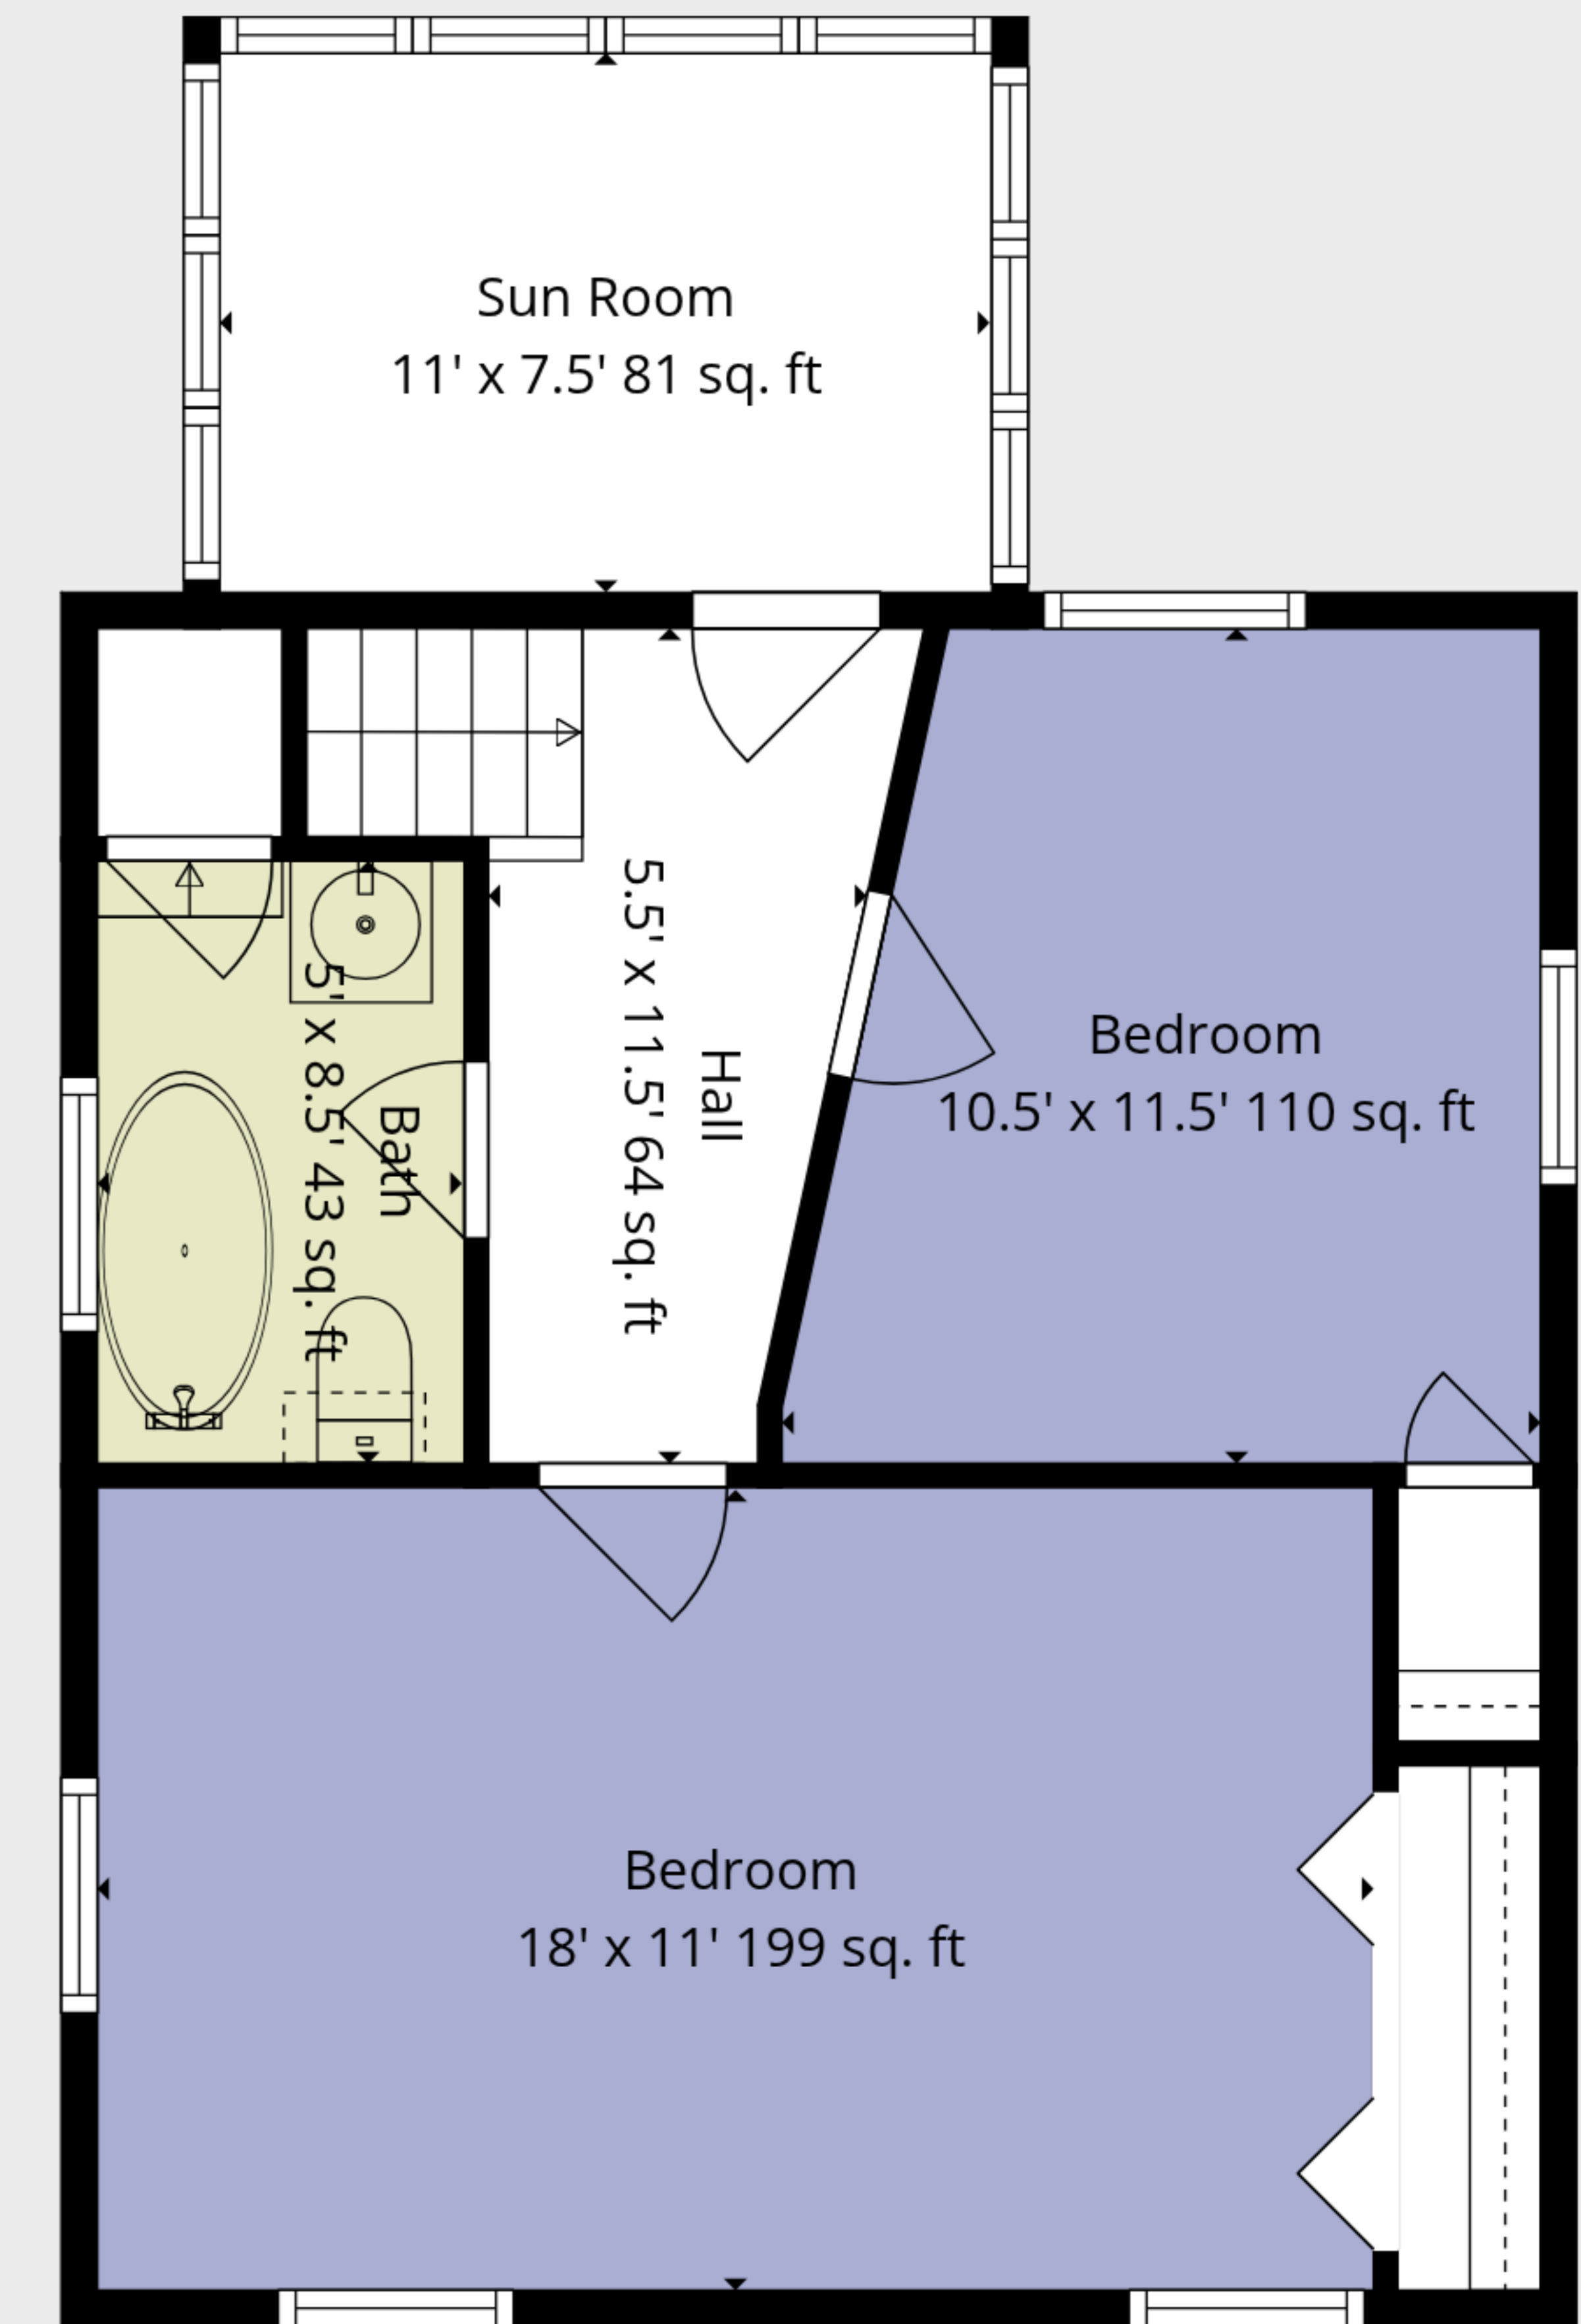 Sun Room
11' x 7.5' 81 sq. ft
Hall
5.5' x 11.5' 64 sq. ft
Bedroom
10.5' x 11.5' 110 sq. ft
Bath
5' x 8.5' 43 sq. ft
Bedroom
18' x 11' 199 sq. ft